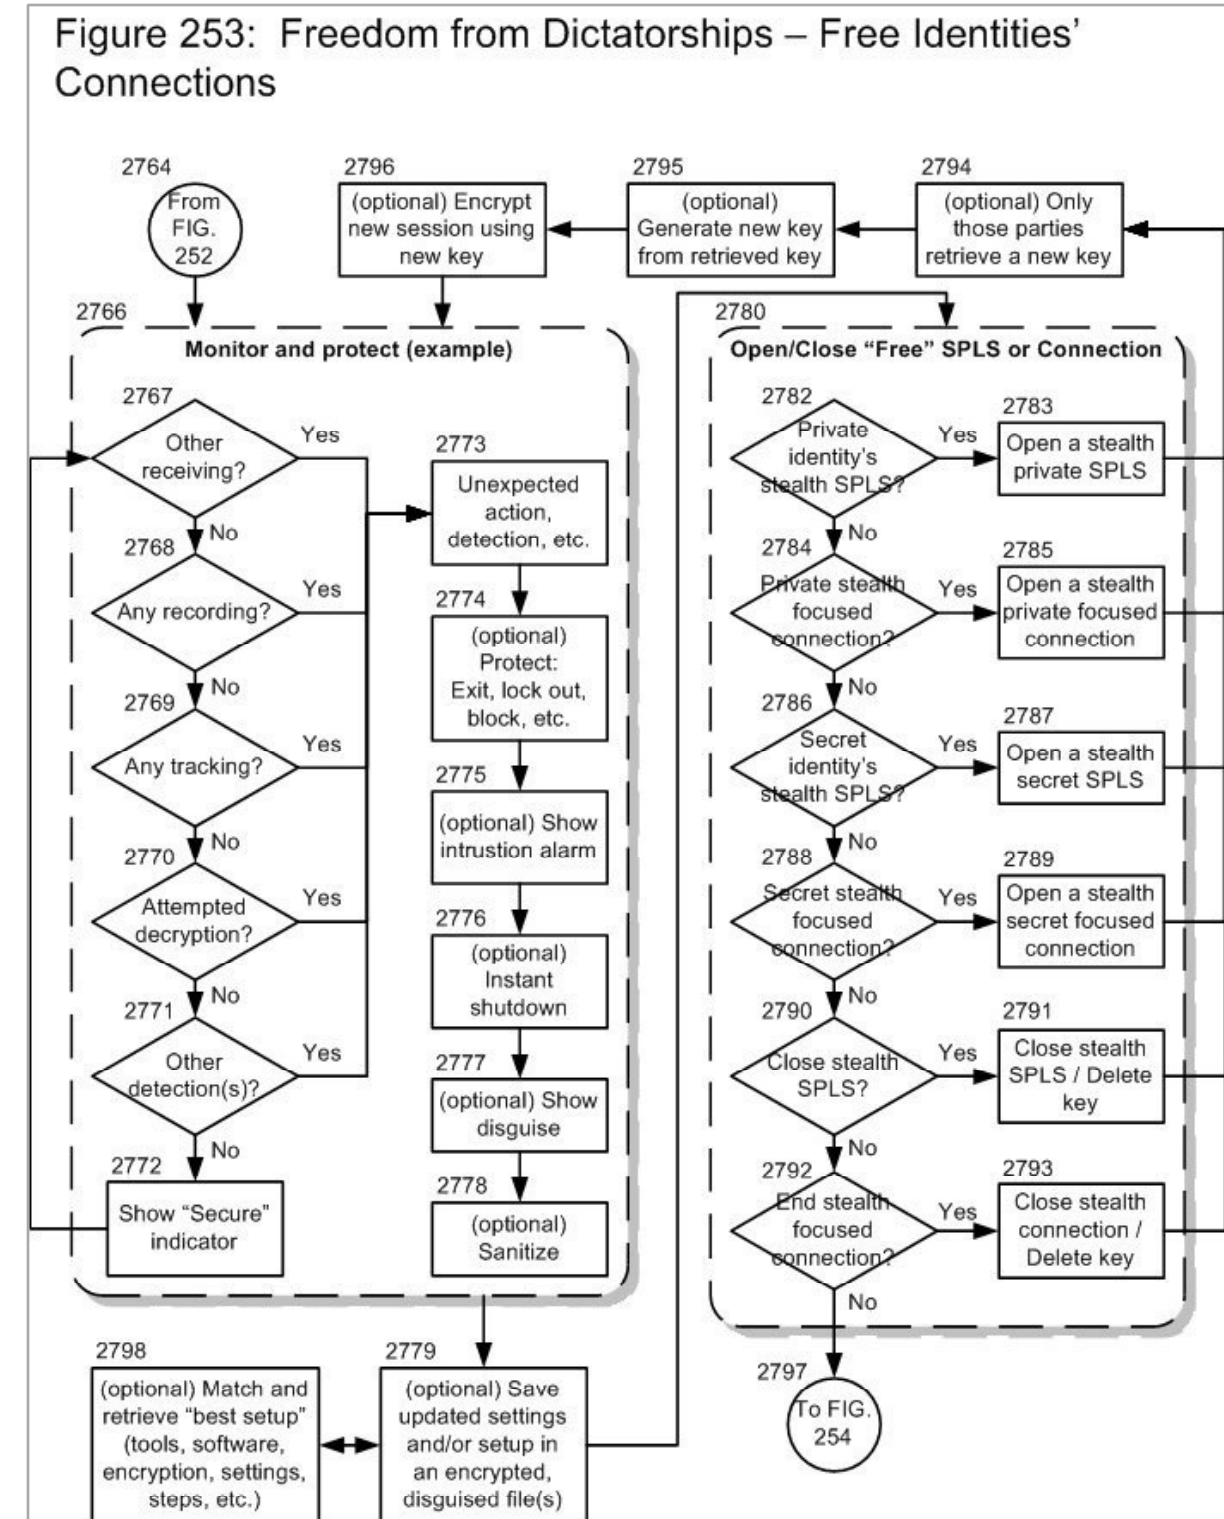 Figure 253:  Freedom from Dictatorships – Free Identities’
Connections
2764
From
FIG.
252
2796
(optional) Encrypt
new session using
new key
2795
(optional)
Generate new key
from retrieved key
2794
(optional) Only
those parties
retrieve a new key
2766
Monitor and protect (example)
2767
Other
receiving?
Yes
No
2768
Any recording?
Yes
No
2769
Any tracking?
Yes
No
2770
Attempted
decryption?
Yes
No
2771
Other
detection(s)?
Yes
No
2772
Show “Secure”
indicator
2773
Unexpected
action,
detection, etc.
2774
(optional)
Protect:
Exit, lock out,
block, etc.
2775
(optional) Show
intrustion alarm
2776
(optional)
Instant
shutdown
2777
(optional) Show
disguise
2778
(optional)
Sanitize
2798
(optional) Match and
retrieve “best setup”
(tools, software,
encryption, settings,
steps, etc.)
2779
(optional) Save
updated settings
and/or setup in
an encrypted,
disguised file(s)
2780
Open/Close “Free” SPLS or Connection
2782
Private
identity’s
stealth SPLS?
Yes
No
2783
Open a stealth
private SPLS
2784
Private stealth
focused
connection?
Yes
No
2785
Open a stealth
private focused
connection
2786
Secret
identity’s
stealth SPLS?
Yes
No
2787
Open a stealth
secret SPLS
2788
Secret stealth
focused
connection?
Yes
No
2789
Open a stealth
secret focused
connection
2790
Close stealth
SPLS?
Yes
No
2791
Close stealth
SPLS / Delete
key
2792
End stealth
focused
connection?
Yes
No
2793
Close stealth
connection /
Delete key
2797
To FIG.
254